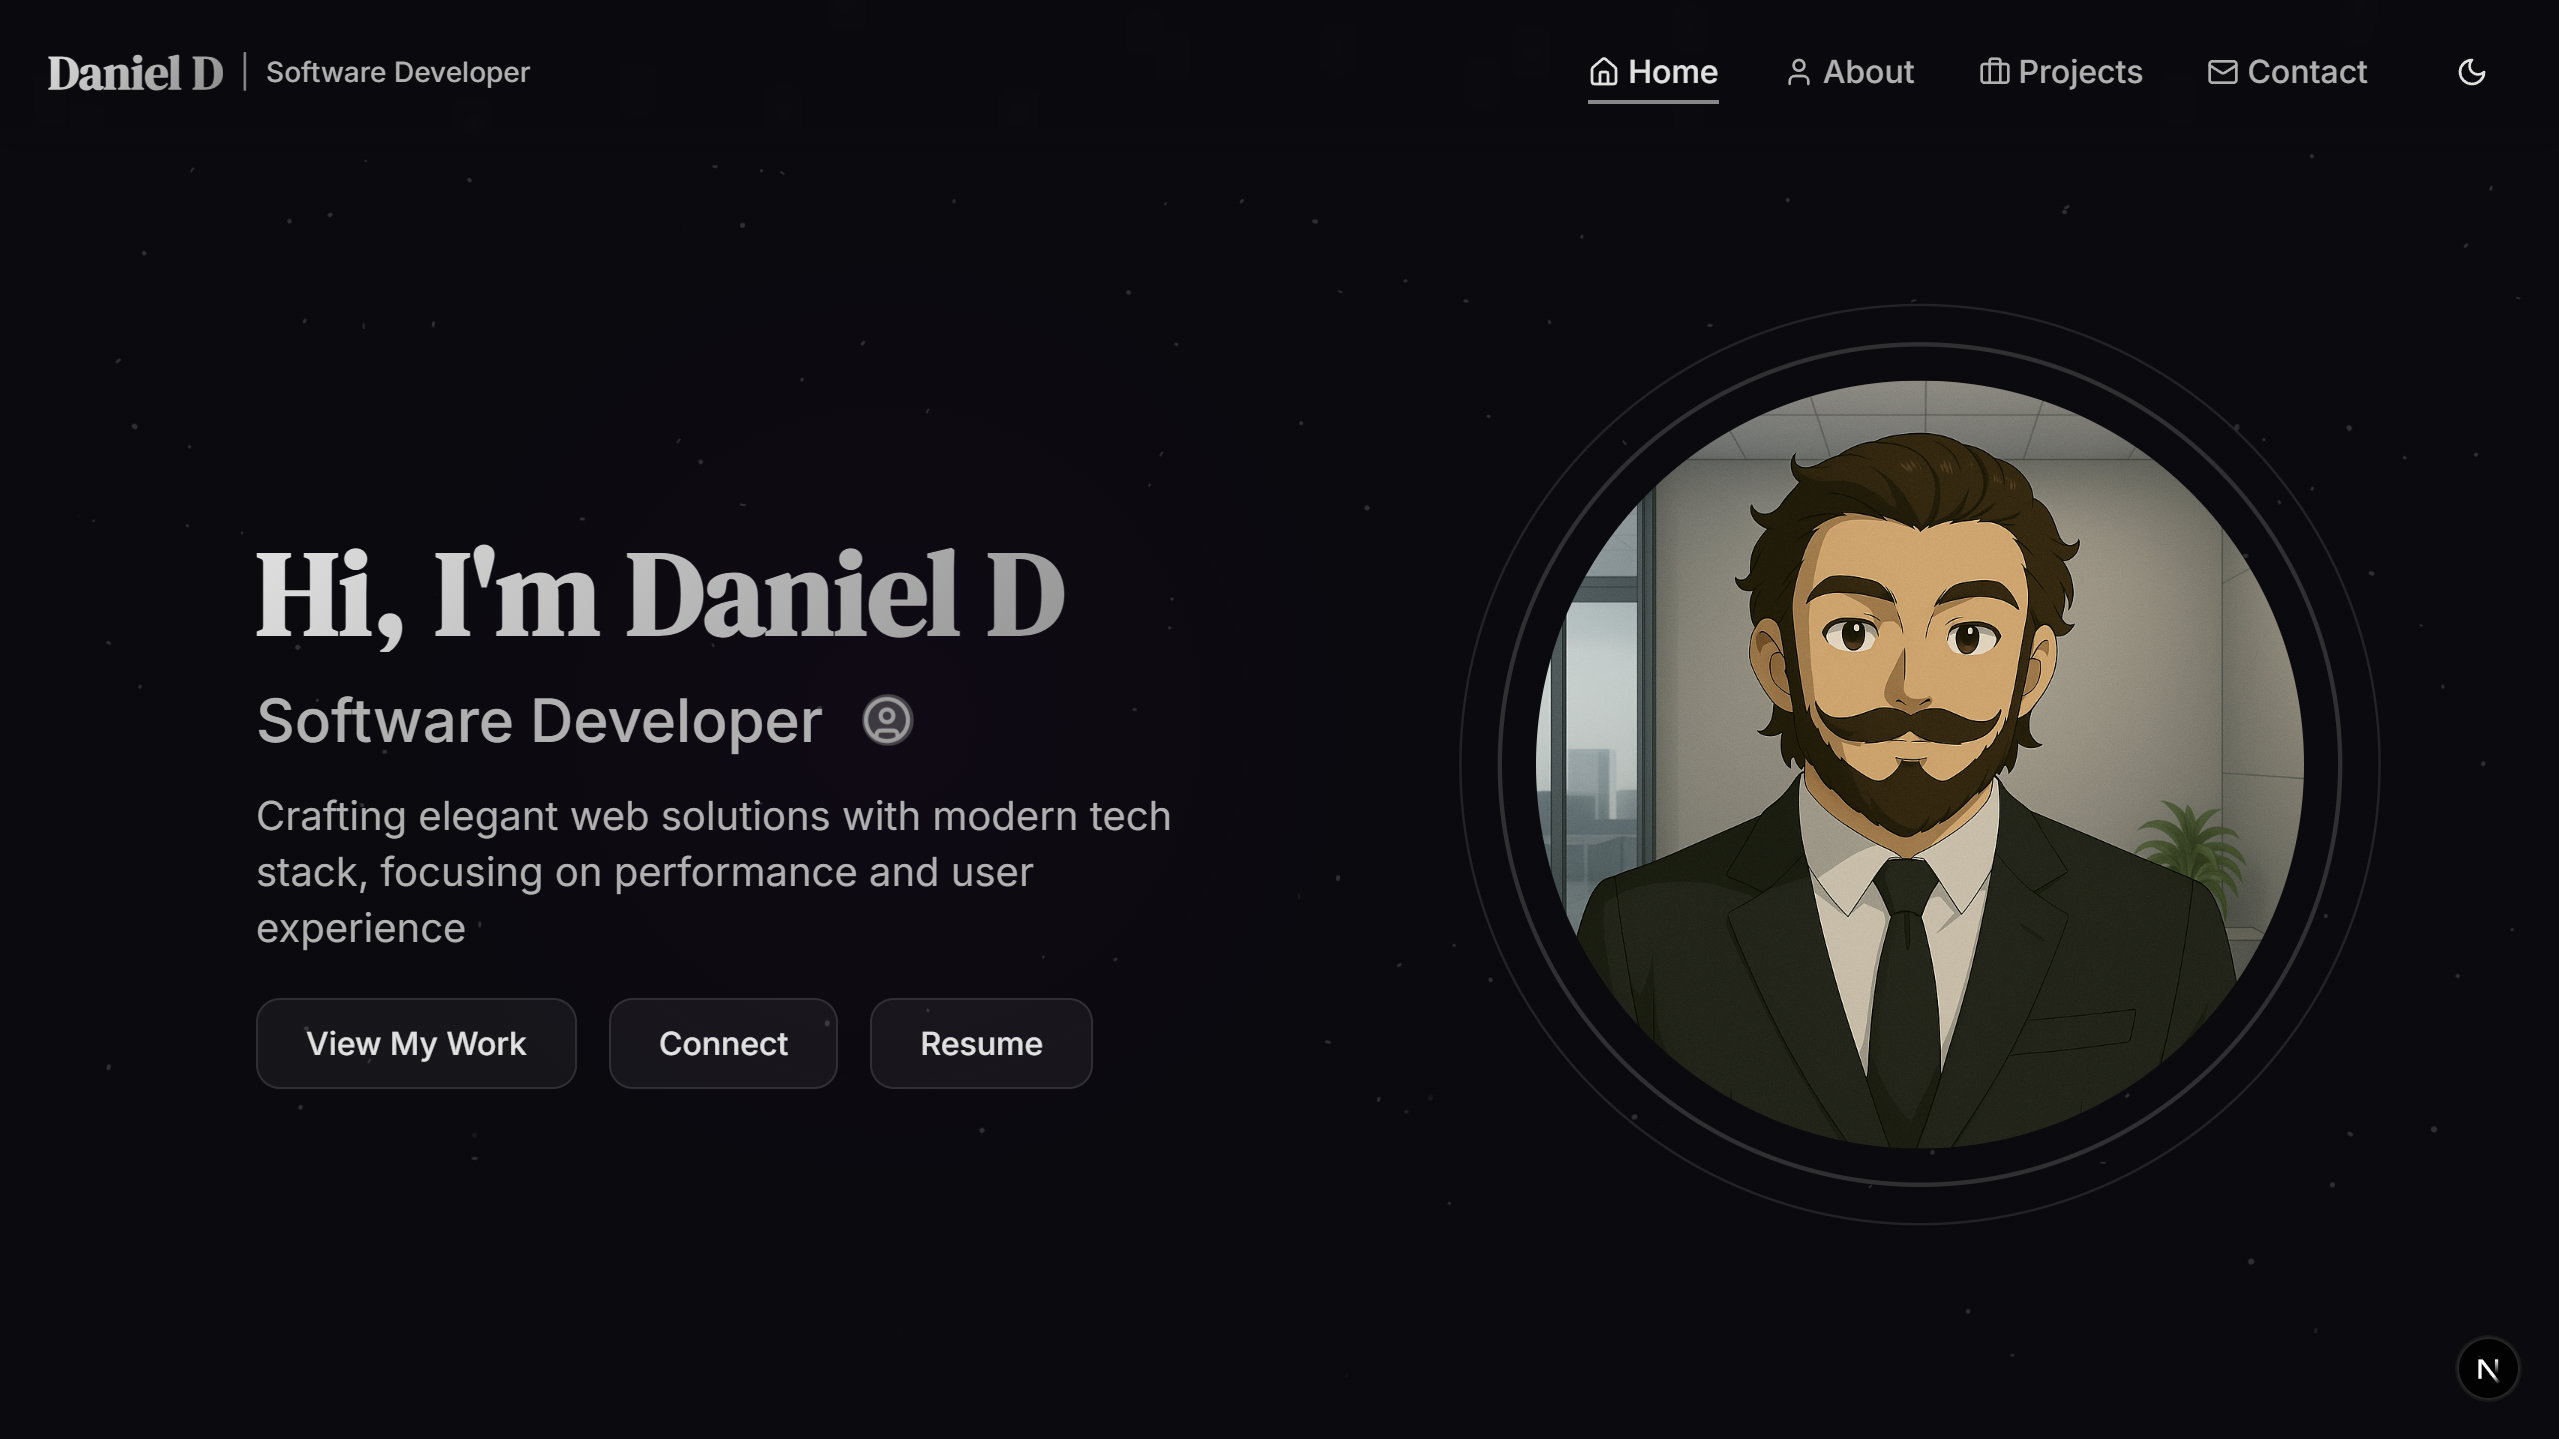 Daniel D | Software Developer
Home
About
Projects
Contact
Hi, I'm Daniel D
Software Developer
Crafting elegant web solutions with modern tech
stack, focusing on performance and user
experience
View My Work
Connect
Resume
N